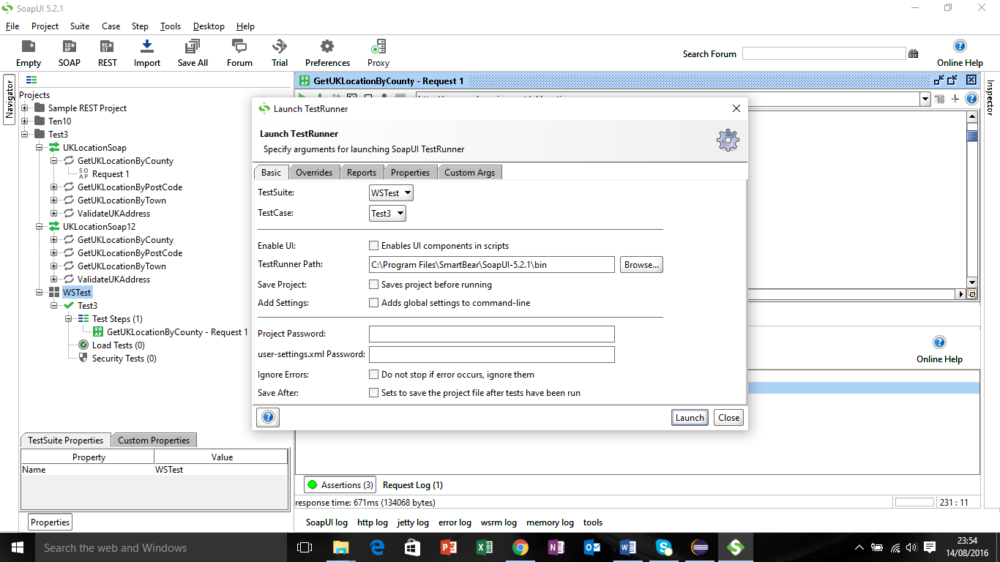 SoapUI 5.2.1
File Project Suite Case Step Tools Desktop Help
Empty SOAP REST Import Save All Forum Trial Preferences Proxy
Search Forum
Online Help
Navigator
Projects
Sample REST Project
Ten10
Test3
UKLocationSoap
GetUKLocationByCounty
Request 1
GetUKLocationByPostCode
GetUKLocationByTown
ValidateUKAddress
UKLocationSoap12
GetUKLocationByCounty
GetUKLocationByPostCode
GetUKLocationByTown
ValidateUKAddress
WSTest
Test3
Test Steps (1)
GetUKLocationByCounty - Request 1
Load Tests (0)
Security Tests (0)
TestSuite Properties Custom Properties
Property Value
Name WSTest
Properties
GetUKLocationByCounty - Request 1
Inspector
Launch TestRunner
Launch TestRunner
Specify arguments for launching SoapUI TestRunner
Basic Overrides Reports Properties Custom Args
TestSuite: WSTest
TestCase: Test3
Enable UI: Enables UI components in scripts
TestRunner Path: C:\Program Files\SmartBear\SoapUI-5.2.1\bin Browse...
Save Project: Saves project before running
Add Settings: Adds global settings to command-line
Project Password:
user-settings.xml Password:
Ignore Errors: Do not stop if error occurs, ignore them
Save After: Sets to save the project file after tests have been run
Launch Close
Online Help
Assertions (3) Request Log (1)
response time: 671ms (134068 bytes)
231 : 11
SoapUI log http log jetty log error log wsrm log memory log tools
Search the web and Windows
23:54
14/08/2016